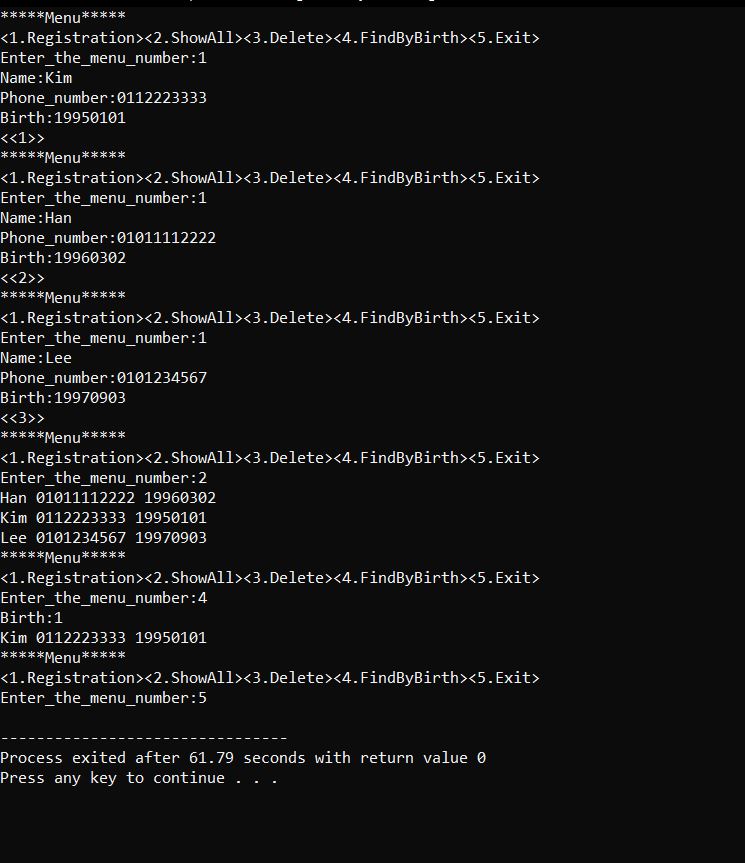 *****Menu*****
<1.Registration><2.ShowAll><3.Delete><4.FindByBirth><5.Exit>
Enter_the_menu_number:1
Name:Kim
Phone_number:0112223333
Birth:19950101
<<1>>
*****Menu*****
<1.Registration><2.ShowAll><3.Delete><4.FindByBirth><5.Exit>
Enter_the_menu_number:1
Name:Han
Phone_number:01011112222
Birth:19960302
<<2>>
*****Menu*****
<1.Registration><2.ShowAll><3.Delete><4.FindByBirth><5.Exit>
Enter_the_menu_number:1
Name:Lee
Phone_number:0101234567
Birth:19970903
<<3>>
*****Menu*****
<1.Registration><2.ShowAll><3.Delete><4.FindByBirth><5.Exit>
Enter_the_menu_number:2
Han 01011112222 19960302
Kim 0112223333 19950101
Lee 0101234567 19970903
*****Menu*****
<1.Registration><2.ShowAll><3.Delete><4.FindByBirth><5.Exit>
Enter_the_menu_number:4
Birth:1
Kim 0112223333 19950101
*****Menu*****
<1.Registration><2.ShowAll><3.Delete><4.FindByBirth><5.Exit>
Enter_the_menu_number:5
--------------------------------
Process exited after 61.79 seconds with return value 0
Press any key to continue . . .